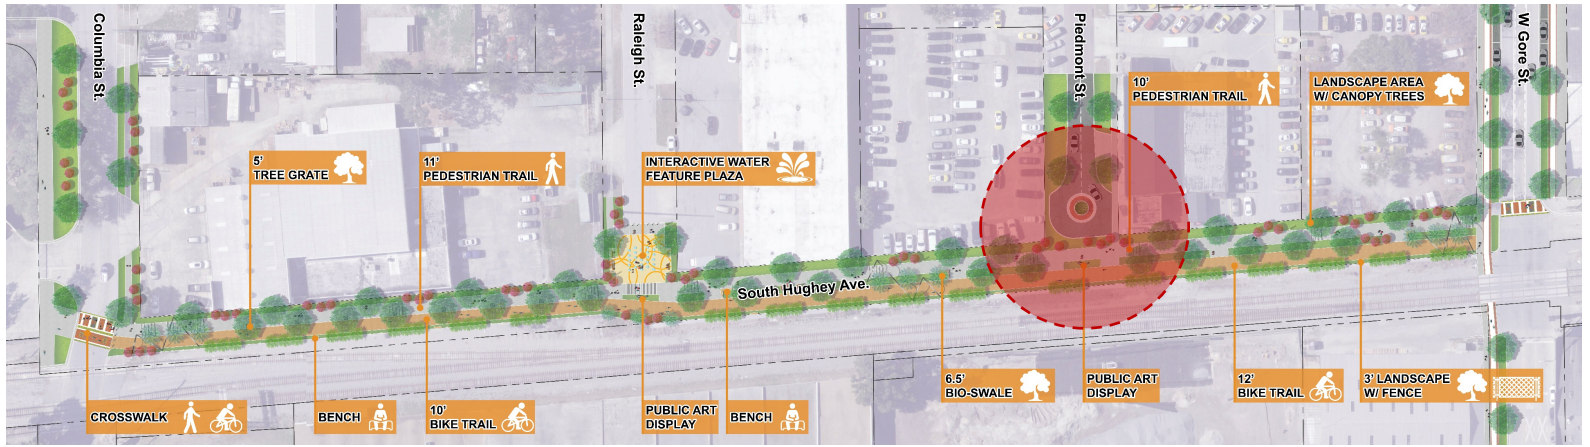 Columbia St.
Raleigh St.
Piedmont St.
W Gore St.
10'
PEDESTRIAN TRAIL
LANDSCAPE AREA
W/ CANOPY TREES
5'
TREE GRATE
11'
PEDESTRIAN TRAIL
INTERACTIVE WATER
FEATURE PLAZA
South Hughey Ave.
CROSSWALK
BENCH
10'
BIKE TRAIL
PUBLIC ART
DISPLAY
BENCH
6.5'
BIO-SWALE
PUBLIC ART
DISPLAY
12'
BIKE TRAIL
3' LANDSCAPE
W/ FENCE